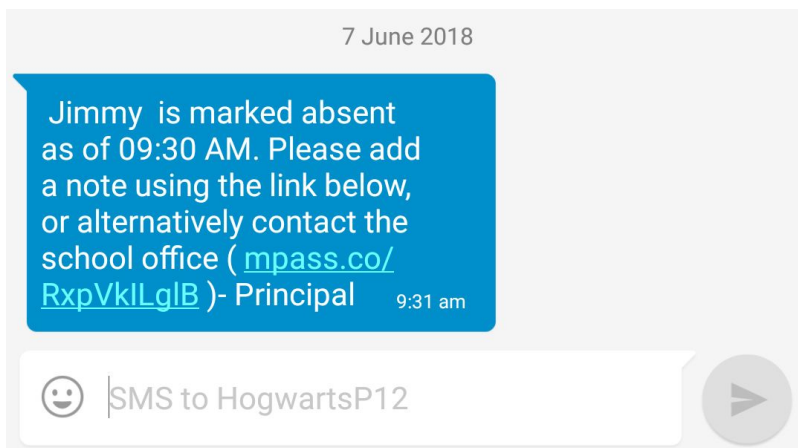 7 June 2018
Jimmy  is marked absent
as of 09:30 AM. Please add
a note using the link below,
or alternatively contact the
school office ( mpass.co/
RxpVkILglB )- Principal 9:31 am
SMS to HogwartsP12